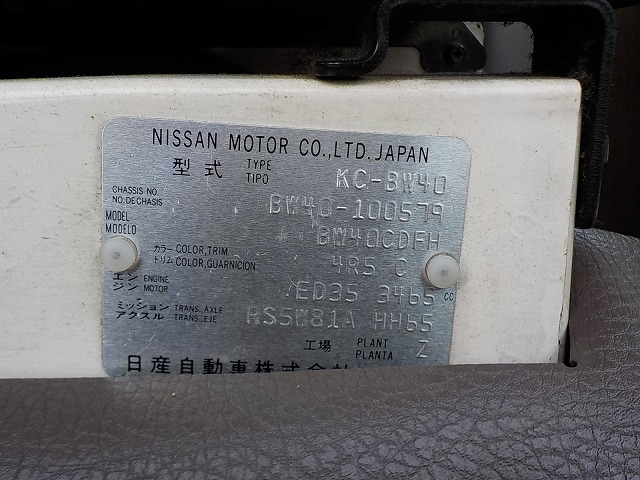 NISSAN MOTOR CO.,LTD. JAPAN
型式 TYPE TIPO KC-BW40
CHASSIS NO. NO. DE CHASIS BW40-100579
MODEL MODELO BW40CDFH
カラー COLOR,TRIM トリム COLOR,GUARNICION 4R5 C
エンジン ENGINE MOTOR ED35 3465 CC
ミッション アクスル TRANS.,AXLE TRANS.,EJE RS5W81A HH65
工場 PLANT PLANTA Z
日産自動車株式会社